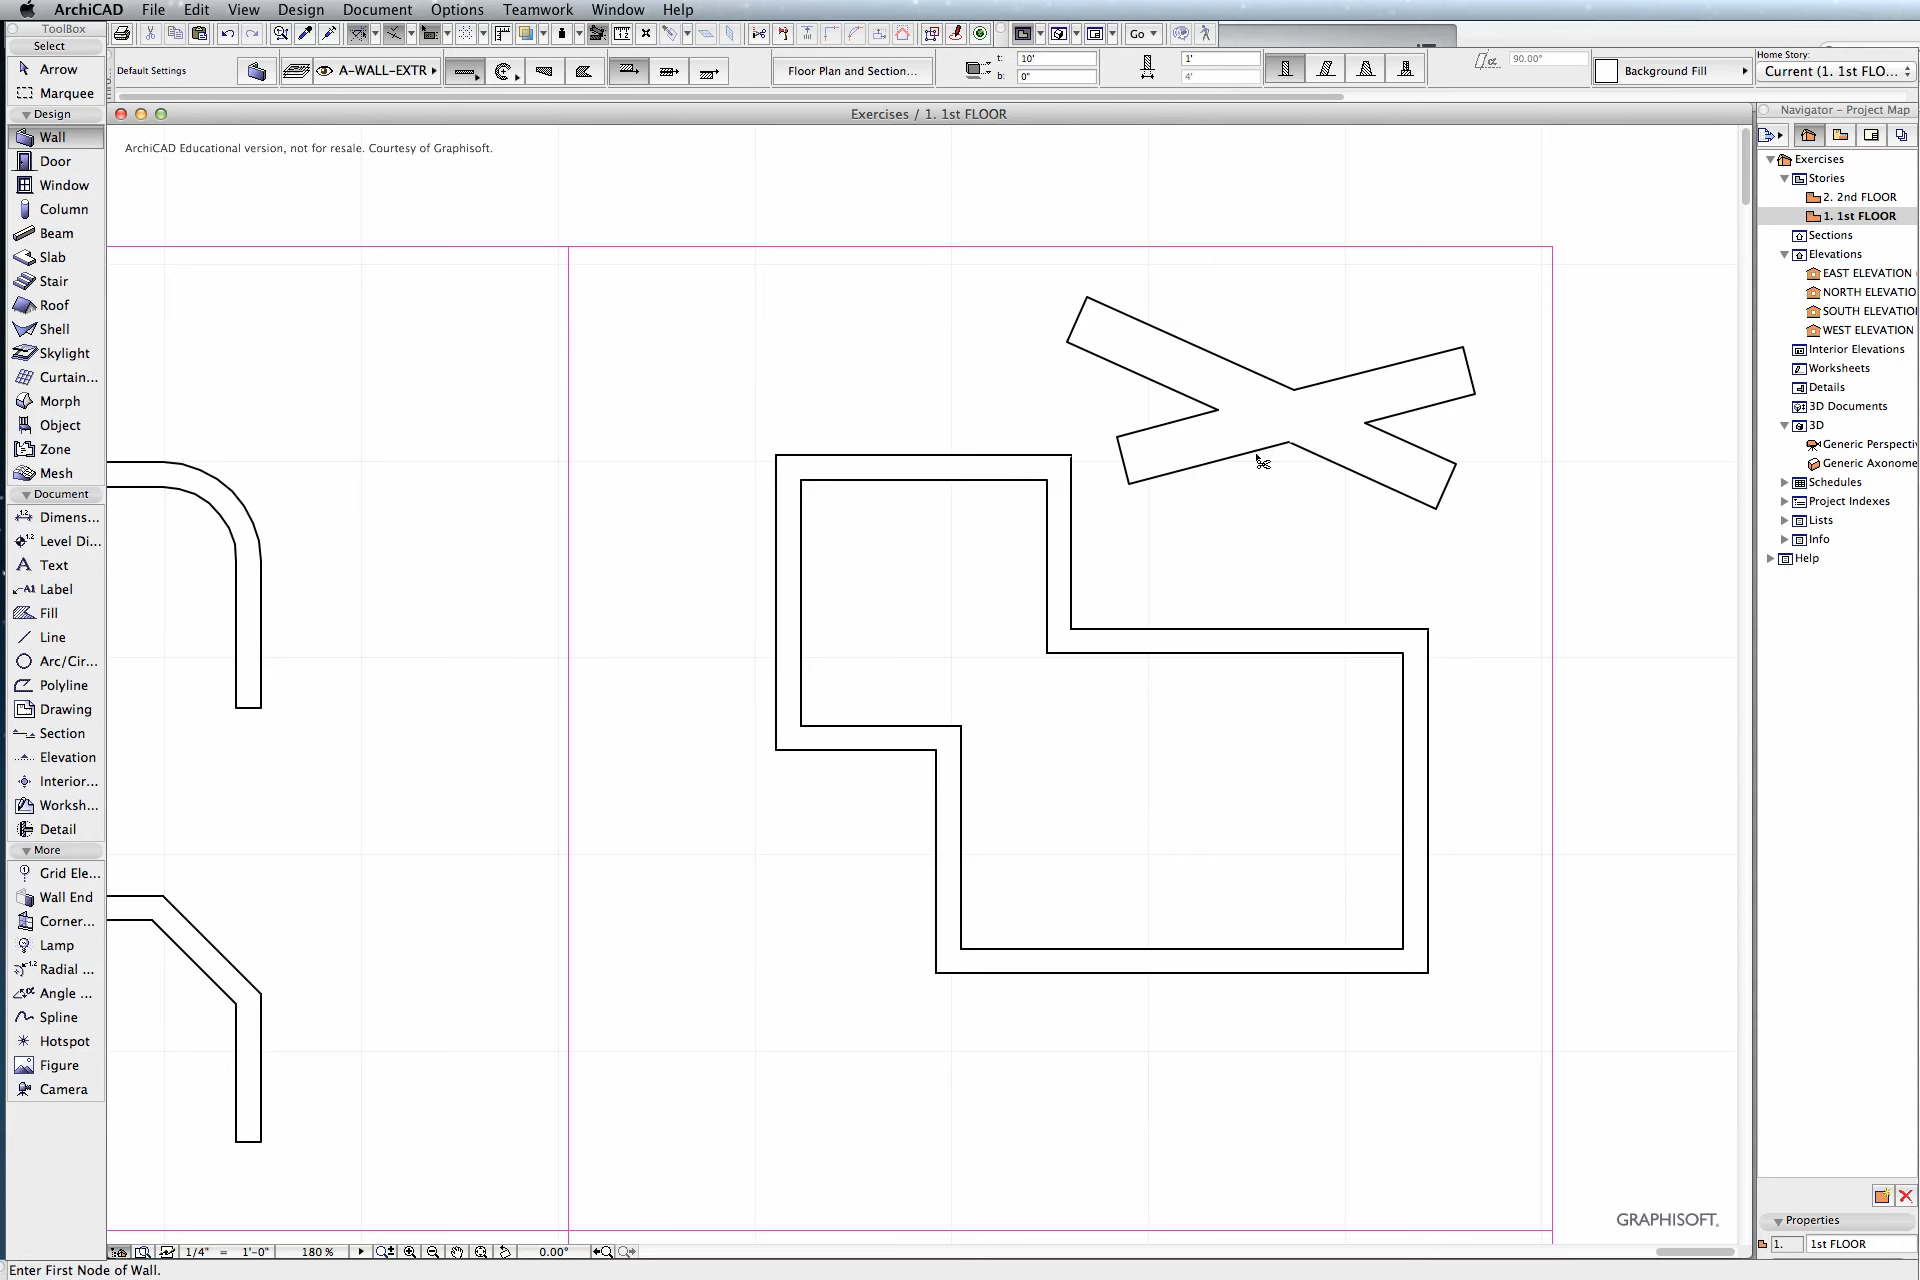 ArchiCAD File Edit View Design Document Options Teamwork Window Help
ToolBox
Select
Arrow
Marquee
Design
Wall
Door
Window
Column
Beam
Slab
Stair
Roof
Shell
Skylight
Curtain...
Morph
Object
Zone
Mesh
Document
Dimens...
Level Di...
Text
Label
Fill
Line
Arc/Cir...
Polyline
Drawing
Section
Elevation
Interior...
Worksh...
Detail
More
Grid Ele...
Wall End
Corner...
Lamp
Radial ...
Angle ...
Spline
Hotspot
Figure
Camera
Go
Default Settings
A-WALL-EXTR
Floor Plan and Section...
t: 10'
b: 0"
1'
4'
90.00°
Background Fill
Home Story:
Current (1. 1st FLO...
Exercises / 1. 1st FLOOR
ArchiCAD Educational version, not for resale. Courtesy of Graphisoft.
GRAPHISOFT.
1/4" = 1'-0" 180 % 0.00°
Enter First Node of Wall.
Navigator - Project Map
Exercises
Stories
2. 2nd FLOOR
1. 1st FLOOR
Sections
Elevations
EAST ELEVATION
NORTH ELEVATIO
SOUTH ELEVATIO
WEST ELEVATION
Interior Elevations
Worksheets
Details
3D Documents
3D
Generic Perspecti
Generic Axonome
Schedules
Project Indexes
Lists
Info
Help
Properties
1. 1st FLOOR